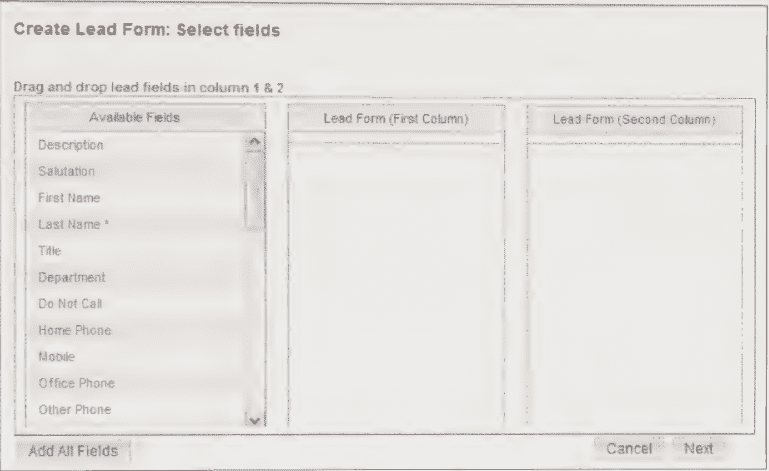 Create Lead Form: Select fields
Drag and drop lead fields in column 1 & 2
Available Fields
Lead Form (First Column)
Lead Form (Second Column)
Description
Salutation
First Name
Last Name *
Title
Department
Do Not Call
Home Phone
Mobile
Office Phone
Other Phone
Add All Fields
Cancel
Next